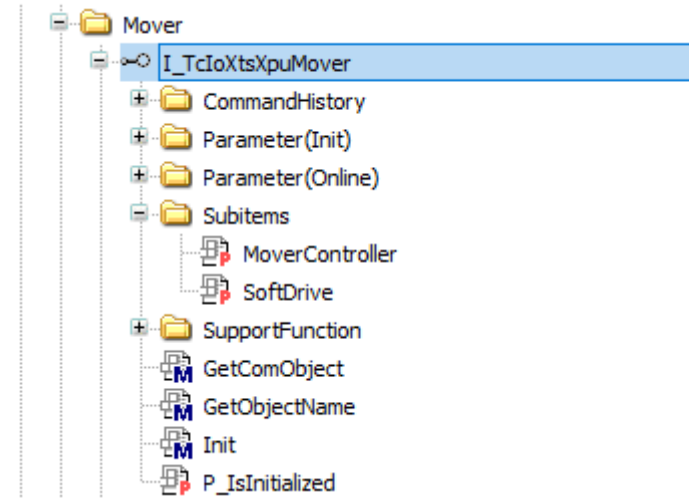 Mover
I_TcIoXtsXpuMover
CommandHistory
Parameter(Init)
Parameter(Online)
Subitems
MoverController
SoftDrive
SupportFunction
GetComObject
GetObjectName
Init
P_IsInitialized